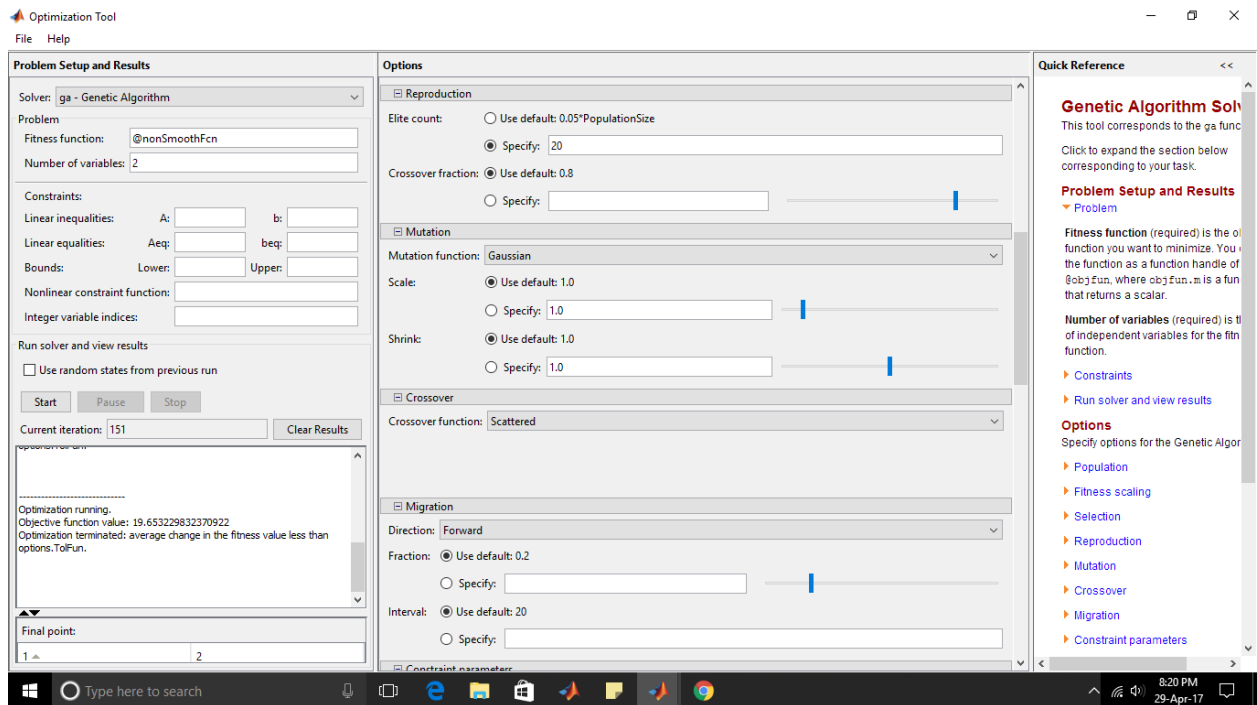 Optimization Tool
File Help
Problem Setup and Results
Solver: ga - Genetic Algorithm
Problem
Fitness function: @nonSmoothFcn
Number of variables: 2
Constraints:
Linear inequalities: A: b:
Linear equalities: Aeq: beq:
Bounds: Lower: Upper:
Nonlinear constraint function:
Integer variable indices:
Run solver and view results
Use random states from previous run
Start Pause Stop
Current iteration: 151 Clear Results
options.TolFun.
-----------------------------
Optimization running.
Objective function value: 19.653229832370922
Optimization terminated: average change in the fitness value less than
options.TolFun.
Final point:
1 2
Options
Reproduction
Elite count: Use default: 0.05*PopulationSize
Specify: 20
Crossover fraction: Use default: 0.8
Specify:
Mutation
Mutation function: Gaussian
Scale: Use default: 1.0
Specify: 1.0
Shrink: Use default: 1.0
Specify: 1.0
Crossover
Crossover function: Scattered
Migration
Direction: Forward
Fraction: Use default: 0.2
Specify:
Interval: Use default: 20
Specify:
Constraint parameters
Quick Reference <<
Genetic Algorithm Solv
This tool corresponds to the ga func
Click to expand the section below
corresponding to your task.
Problem Setup and Results
Problem
Fitness function (required) is the ob
function you want to minimize. You
the function as a function handle of
@objfun, where objfun.m is a fun
that returns a scalar.
Number of variables (required) is th
of independent variables for the fitn
function.
Constraints
Run solver and view results
Options
Specify options for the Genetic Algor
Population
Fitness scaling
Selection
Reproduction
Mutation
Crossover
Migration
Constraint parameters
Type here to search
8:20 PM
29-Apr-17